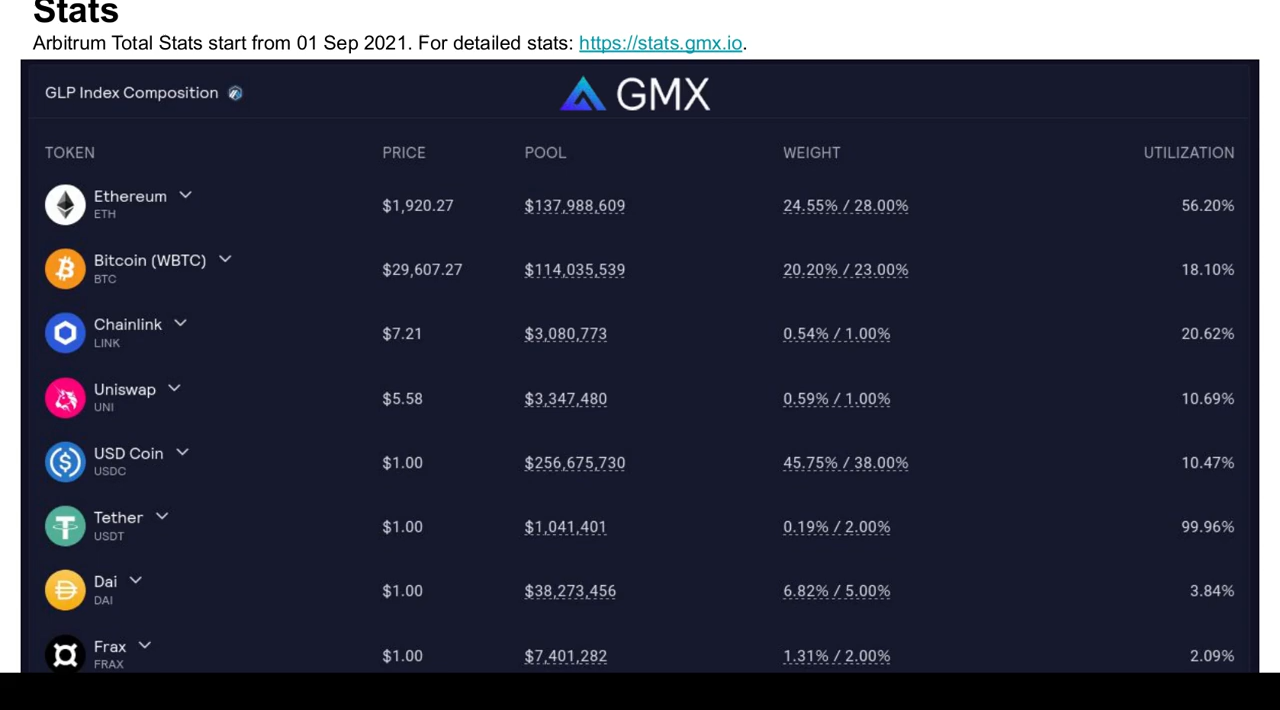 Stats
Arbitrum Total Stats start from 01 Sep 2021. For detailed stats: https://stats.gmx.io.
GLP Index Composition GMX
TOKEN PRICE POOL WEIGHT UTILIZATION
Ethereum
ETH
$1,920.27 $137,988,609 24.55% / 28.00% 56.20%
Bitcoin (WBTC)
BTC
$29,607.27 $114,035,539 20.20% / 23.00% 18.10%
Chainlink
LINK
$7.21 $3,080,773 0.54% / 1.00% 20.62%
Uniswap
UNI
$5.58 $3,347,480 0.59% / 1.00% 10.69%
USD Coin
USDC
$1.00 $256,675,730 45.75% / 38.00% 10.47%
Tether
USDT
$1.00 $1,041,401 0.19% / 2.00% 99.96%
Dai
DAI
$1.00 $38,273,456 6.82% / 5.00% 3.84%
Frax
FRAX
$1.00 $7,401,282 1.31% / 2.00% 2.09%